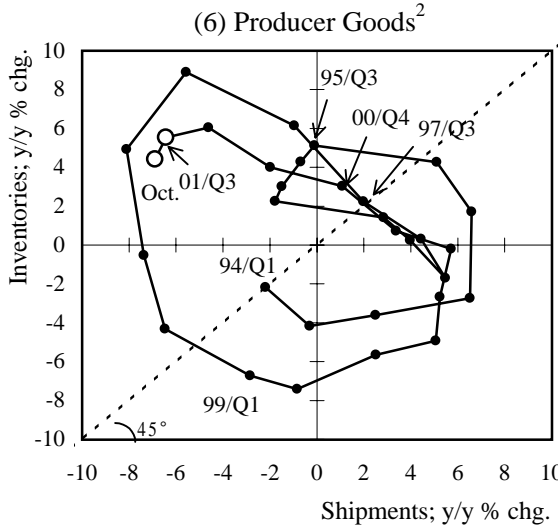 (6) Producer Goods²
Inventories; y/y % chg.
10
8
6
4
2
0
-2
-4
-6
-8
-10
95/Q3
00/Q4
97/Q3
Oct.
01/Q3
94/Q1
99/Q1
45°
-10 -8 -6 -4 -2 0 2 4 6 8 10
Shipments; y/y % chg.